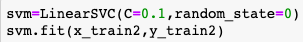 svm=LinearSVC(C=0.1,random_state=0)
svm.fit(x_train2,y_train2)